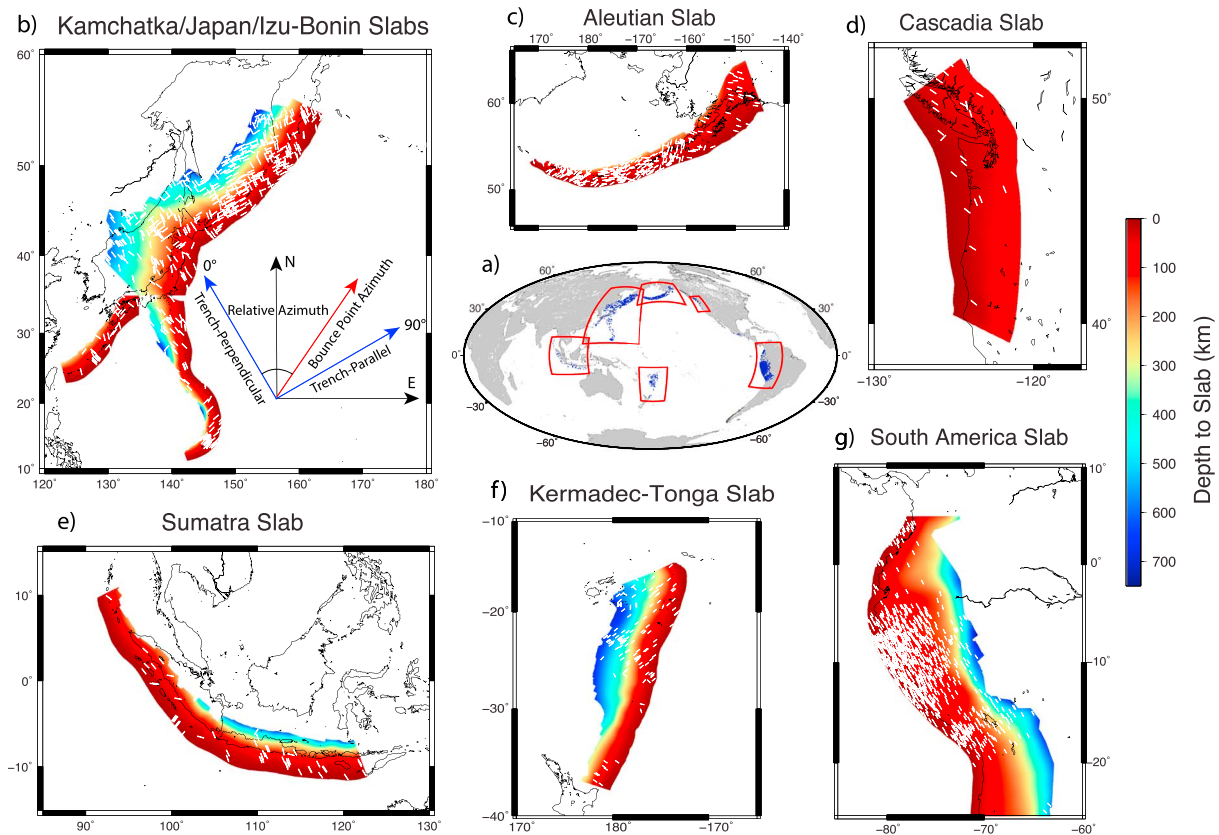 b)
Kamchatka/Japan/Izu-Bonin Slabs
60°
50°
40°
30°
20°
10°
120° 130° 140° 150° 160° 170° 180°
0°
N
E
90°
Relative Azimuth
Bounce Point Azimuth
Trench-Perpendicular
Trench-Parallel
c)
Aleutian Slab
170° 180° −170° −160° −150° −140°
60°
50°
d)
Cascadia Slab
50°
40°
−130° −120°
a)
60° 60°
30° 30°
0° 0°
−30° −30°
−60° −60°
0
100
200
300
400
500
600
700
Depth to Slab (km)
e)
Sumatra Slab
10°
0°
−10°
90° 100° 110° 120° 130°
f)
Kermadec-Tonga Slab
−10°
−20°
−30°
−40°
170° 180° −170°
g)
South America Slab
10°
0°
−10°
−20°
−80° −70° −60°